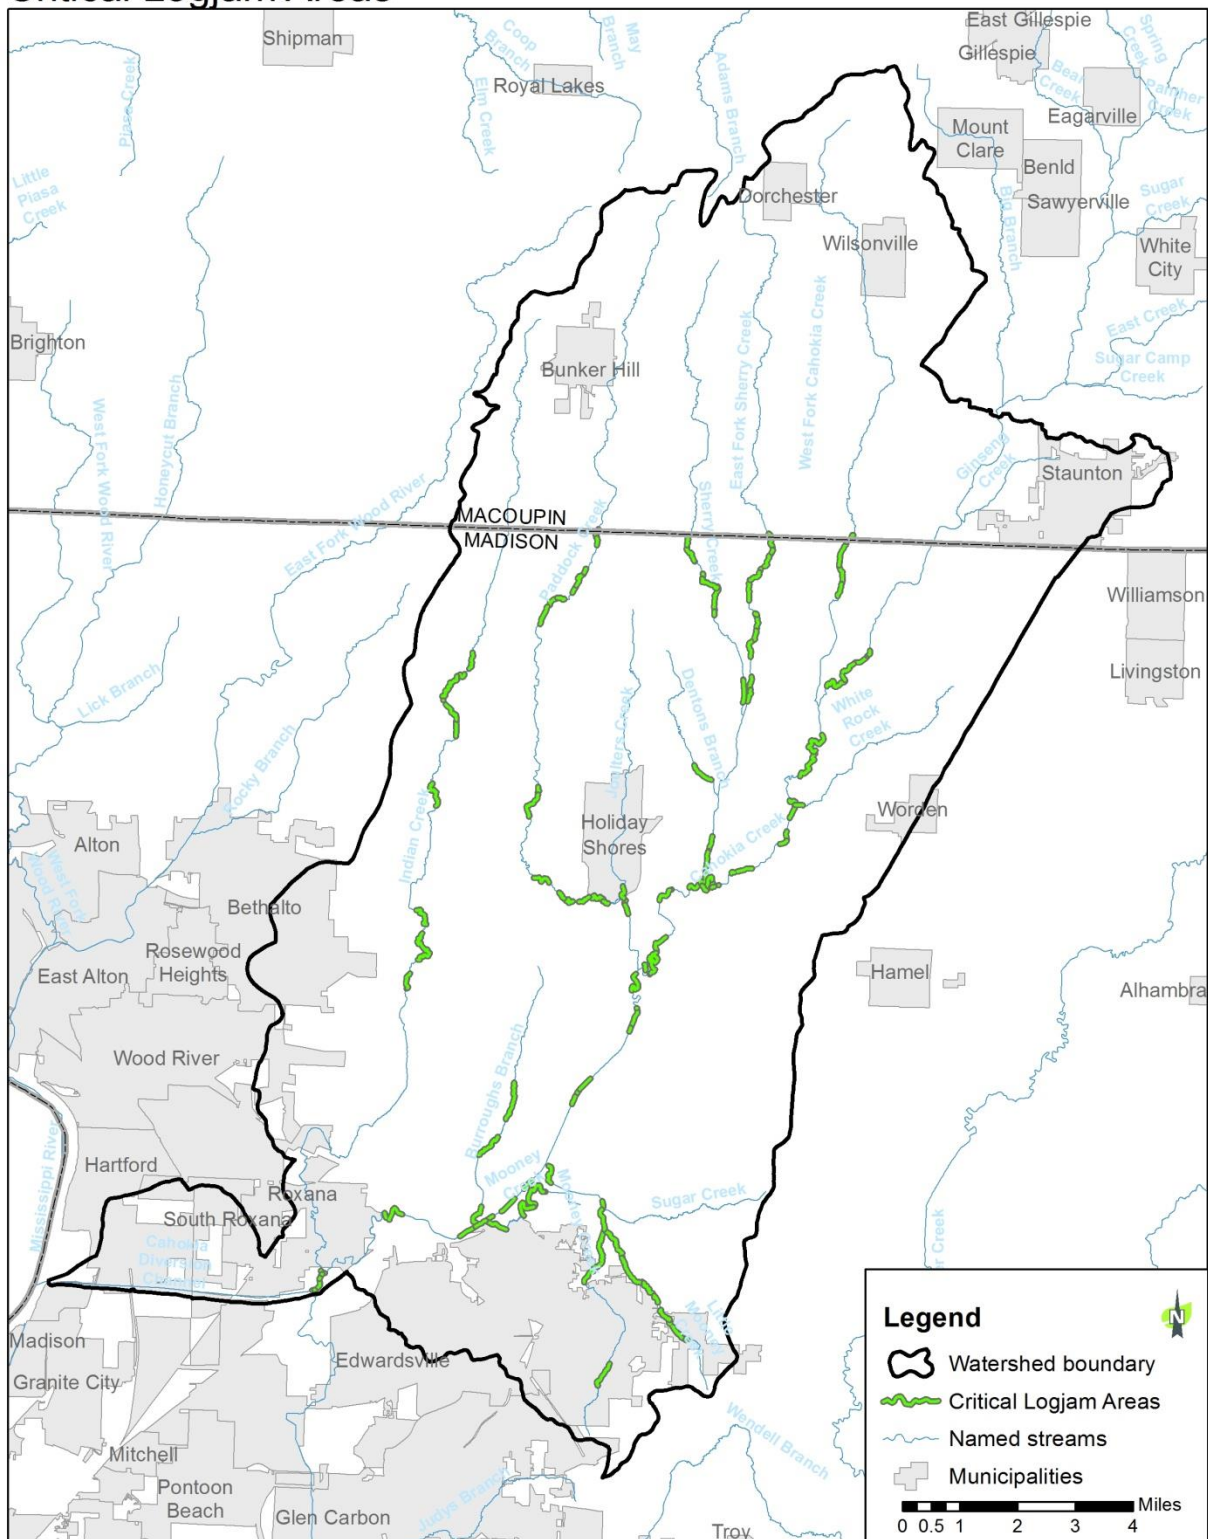 Critical Logjam Areas
Shipman
Coop
Branch
May
Branch
East Gillespie
Gillespie
Spring
Creek
Piasa Creek
Elm Creek
Royal Lakes
Adams Branch
Bear
Creek
Panther
Creek
Eagarville
Mount
Clare
Benld
Little
Piasa
Creek
Dorchester
Big Branch
Sawyerville
Sugar
Creek
Wilsonville
White
City
Brighton
East Creek
Bunker Hill
Sugar Camp
Creek
West Fork Wood River
Honeycut Branch
East Fork Sherry Creek
West Fork Cahokia Creek
Ginseng
Creek
Staunton
Sherry Creek
East Fork Wood River
MACOUPIN
MADISON
Paddock Creek
Williamson
Lick Branch
Livingston
Dentons Branch
White
Rock
Creek
Joulters Creek
Rocky Branch
Alton
Holiday
Shores
Worden
Indian Creek
Cahokia Creek
West Fork
Wood River
Bethalto
Rosewood
Heights
East Alton
Hamel
Alhambra
Wood River
Burroughs Branch
Mississippi River
Hartford
Mooney
Creek
Roxana
Sugar Creek
South Roxana
Cahokia
Diversion
Channel
Little
Mooney
Madison
Edwardsville
Granite City
Mitchell
Pontoon
Beach
Wendell Branch
Judys Branch
Glen Carbon
Troy
Legend
N
Watershed boundary
Critical Logjam Areas
Named streams
Municipalities
Miles
0 0.5 1 2 3 4